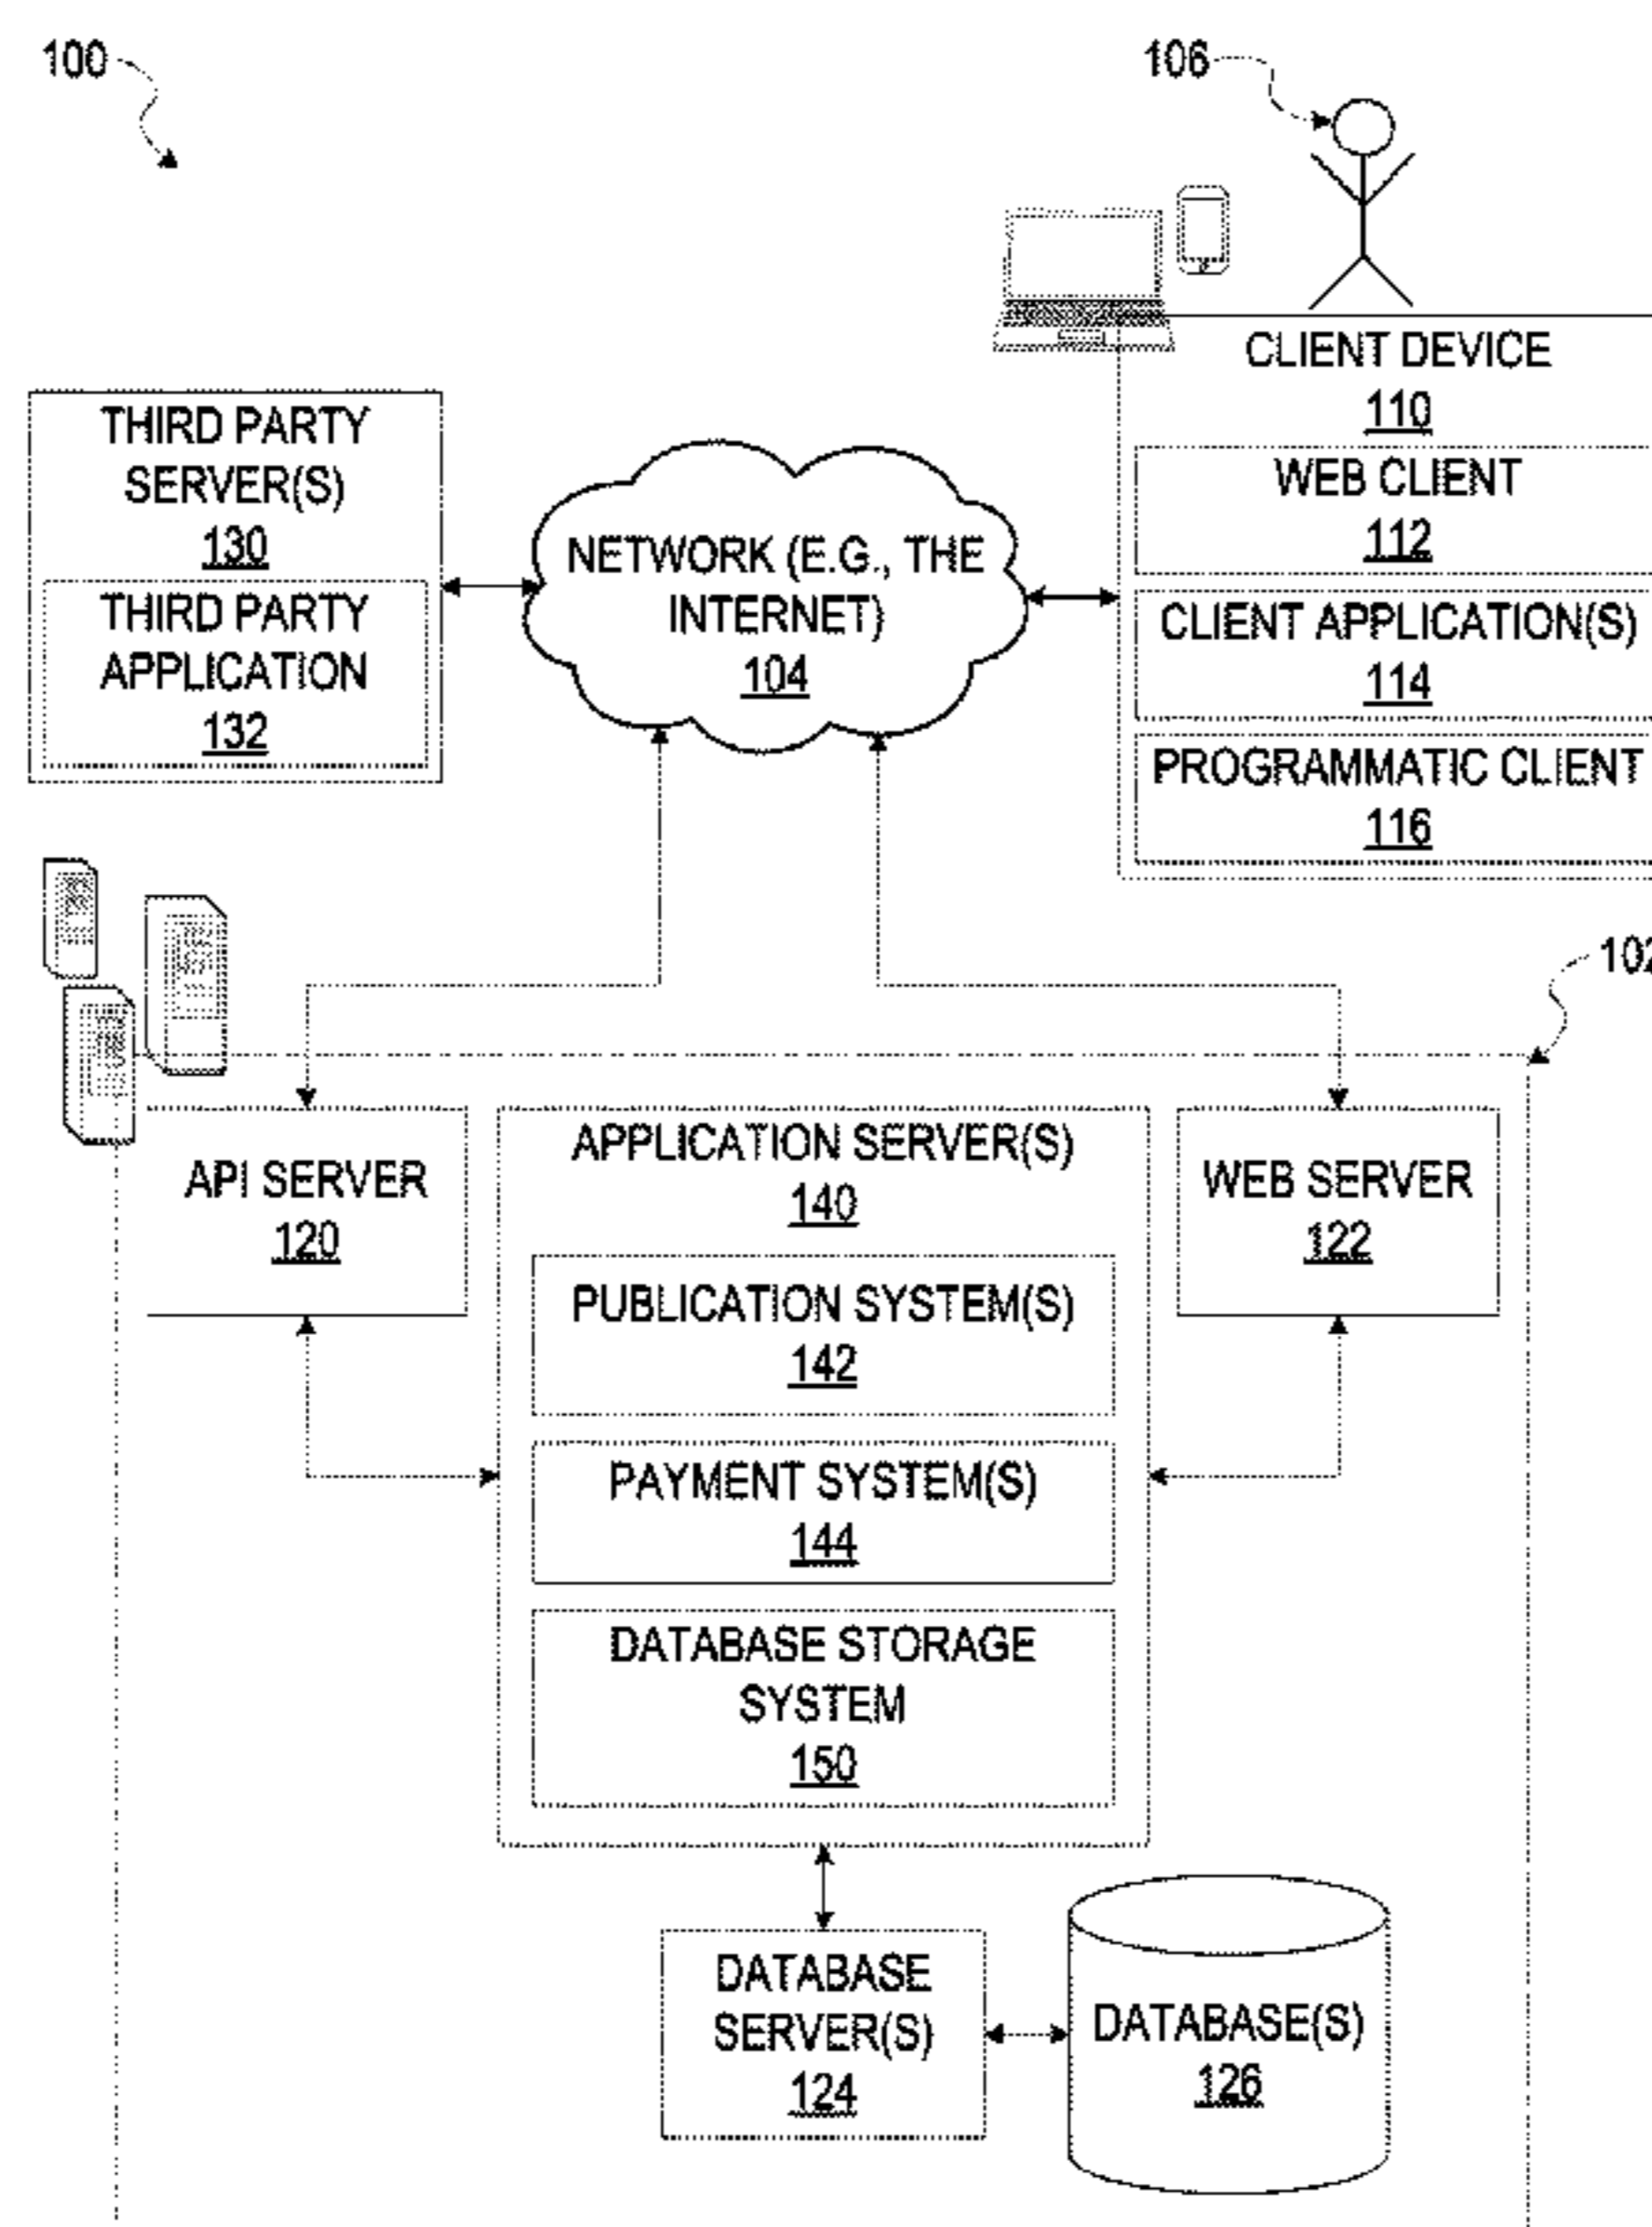 100
106
CLIENT DEVICE
110
WEB CLIENT
112
CLIENT APPLICATION(S)
114
PROGRAMMATIC CLIENT
116
THIRD PARTY
SERVER(S)
130
THIRD PARTY
APPLICATION
132
NETWORK (E.G., THE
INTERNET)
104
102
API SERVER
120
APPLICATION SERVER(S)
140
PUBLICATION SYSTEM(S)
142
PAYMENT SYSTEM(S)
144
DATABASE STORAGE
SYSTEM
150
WEB SERVER
122
DATABASE
SERVER(S)
124
DATABASE(S)
126